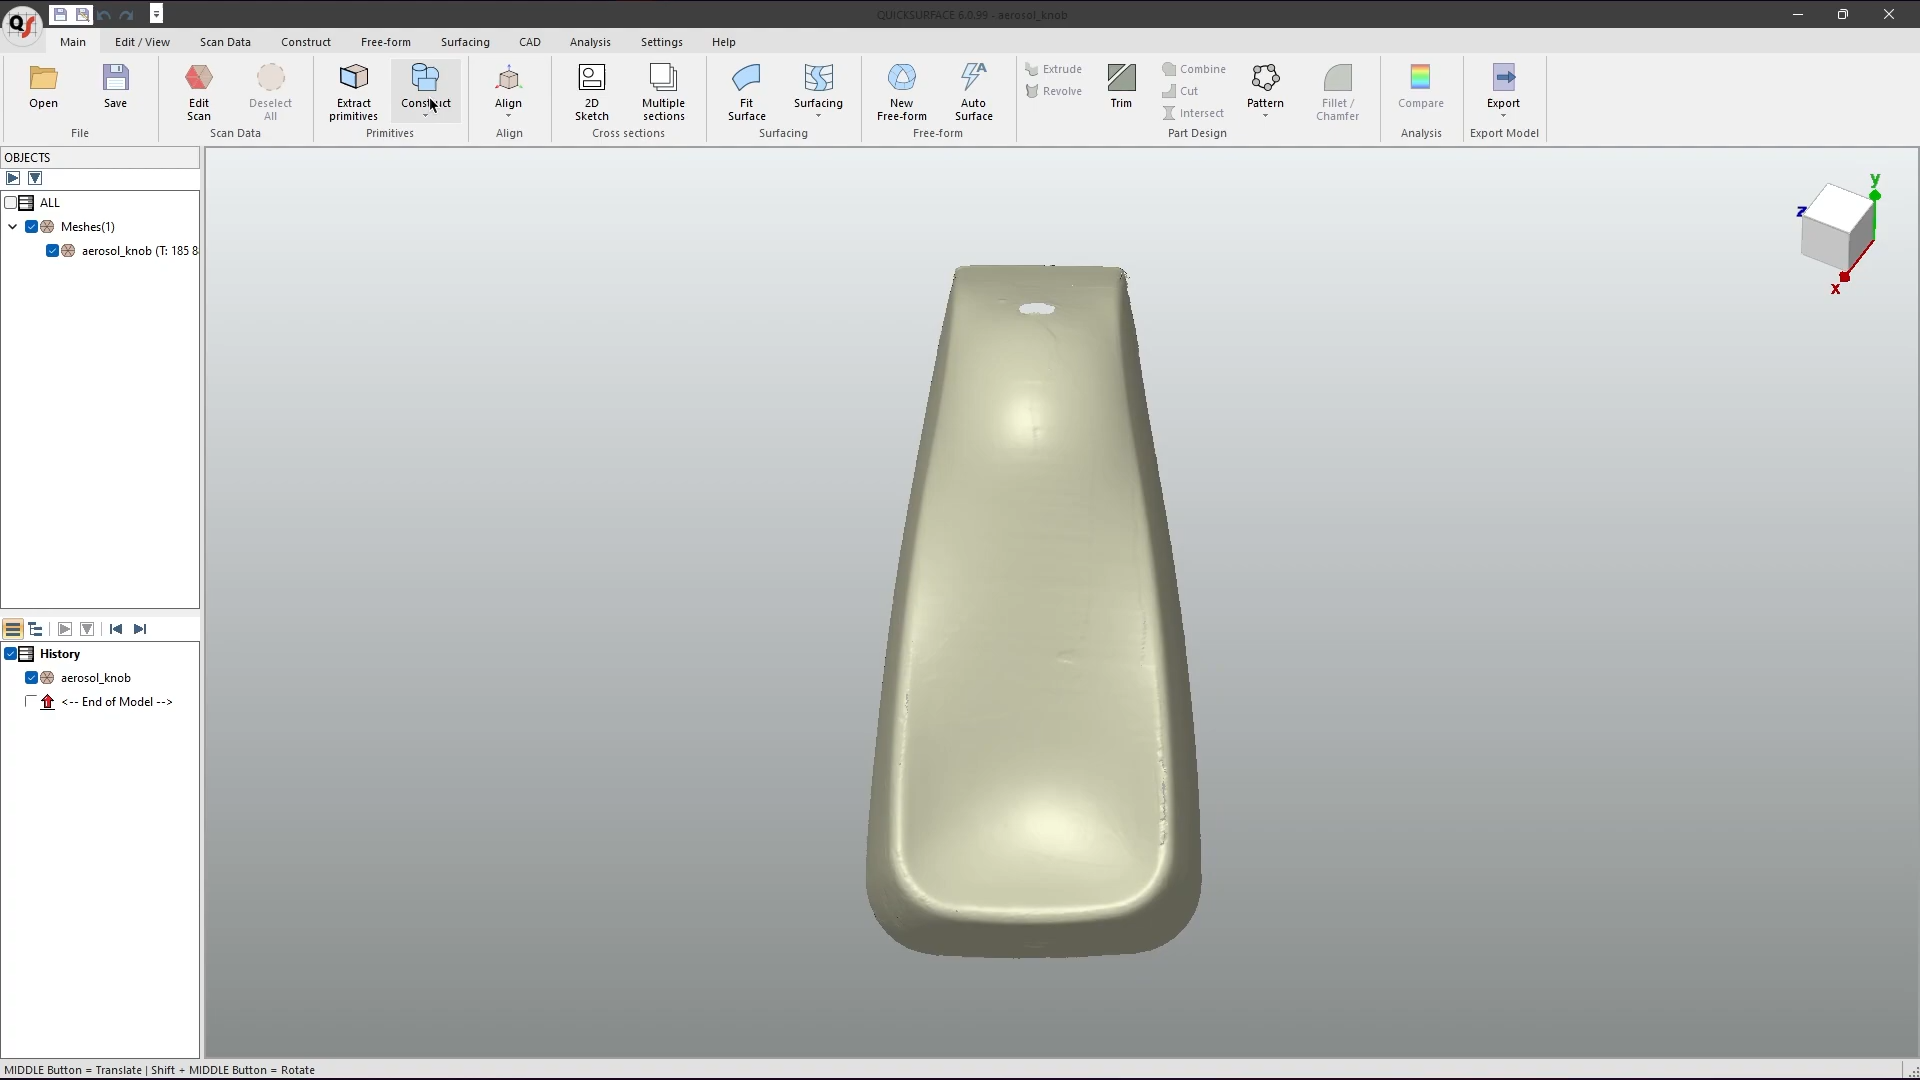 QUICKSURFACE 6.0.99 - aerosol_knob
Main Edit / View Scan Data Construct Free-form Surfacing CAD Analysis Settings Help
Open
Save
File
Edit
Scan
Deselect
All
Scan Data
Extract
primitives
Construct
Primitives
Align
Align
2D
Sketch
Multiple
sections
Cross sections
Fit
Surface
Surfacing
Surfacing
New
Free-form
Auto
Surface
Free-form
Extrude
Revolve
Trim
Combine
Cut
Intersect
Pattern
Fillet /
Chamfer
Part Design
Compare
Analysis
Export
Export Model
OBJECTS
ALL
Meshes(1)
aerosol_knob (T: 185 8
History
aerosol_knob
<-- End of Model -->
y
z
x
MIDDLE Button = Translate | Shift + MIDDLE Button = Rotate